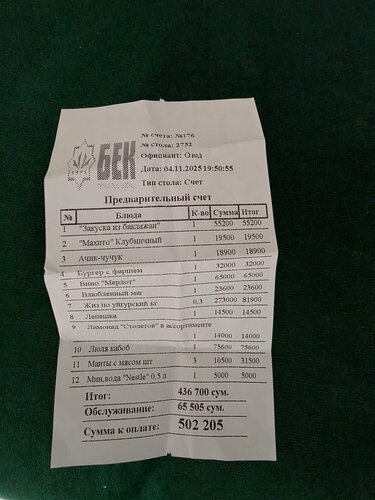 БЕК
№ счета: №176
№ стола: 2752
Официант: Озод
Дата: 04.11.2025 19:50:55
Тип стола: Счет
Предварительный счет
№ Блюда К-во Сумма Итог
1 "Закуска из баклажан" 1 55200 55200
2 "Махито" Клубничный 1 19500 19500
3 Ачик-чучук 1 18900 18900
4 Бургер с фаршем 1 32000 32000
5 Вино "Мерлот" 1 65000 65000
6 Влюбленный маг 1 23600 23600
7 Жиз по уйгурский кг 0,3 273000 81900
8 Лепешка 1 14500 14500
9 Лимонад "Столетов" в ассортименте
1 14000 14000
10 Люля кабоб 1 75600 75600
11 Манты с мясом шт 3 10500 31500
12 Мин,вода "Nestle" 0,5 л 1 5000 5000
Итог: 436 700 сум.
Обслуживание: 65 505 сум.
Сумма к оплате: 502 205